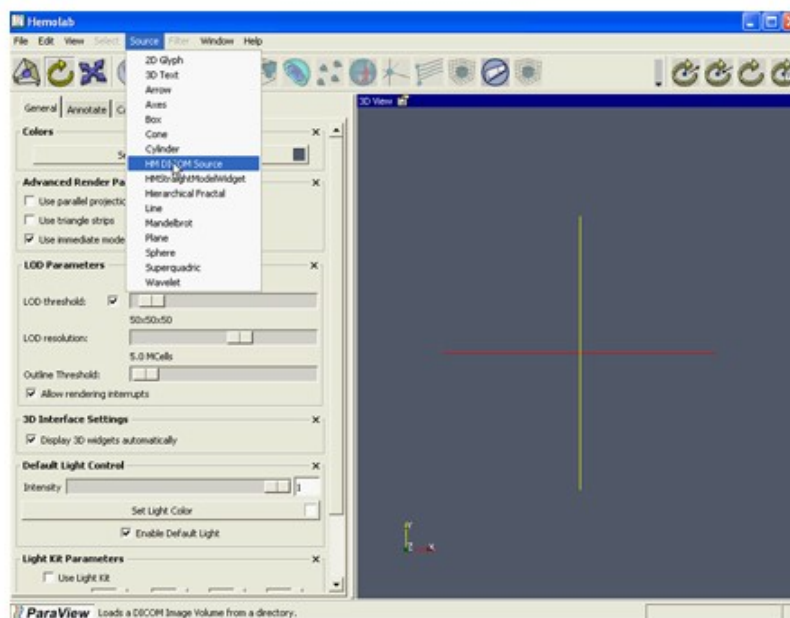 Hemolab
File Edit View Select Source Filter Window Help
2D Glyph
3D Text
Arrow
Axes
Box
Cone
Cylinder
HM DICOM Source
HMStraightModelWidget
Hierarchical Fractal
Line
Mandelbrot
Plane
Sphere
Superquadric
Wavelet
General Annotate
Colors
Advanced Render Pa
Use parallel projectio
Use triangle strips
Use immediate mode
LOD Parameters
LOD threshold:
50x50x50
LOD resolution:
5.0 MCells
Outline Threshold:
Allow rendering interrupts
3D Interface Settings
Display 3D widgets automatically
Default Light Control
Intensity 1
Set Light Color
Enable Default Light
Light Kit Parameters
Use Light Kit
3D View
Y
Z X
ParaView Loads a DICOM Image Volume from a directory.